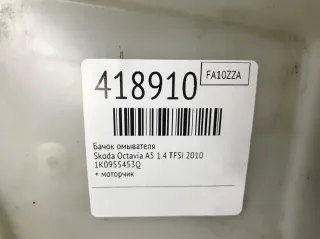 418910
FA10ZZA
Бачок омывателя
Skoda Octavia A5 1.4 TFSI 2010
1K0955453Q
+ моторчик